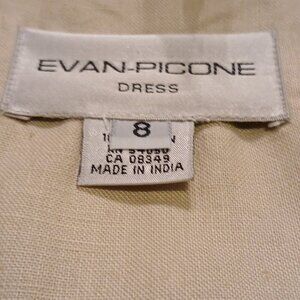 EVAN-PICONE
DRESS
8
CA 08349
MADE IN INDIA